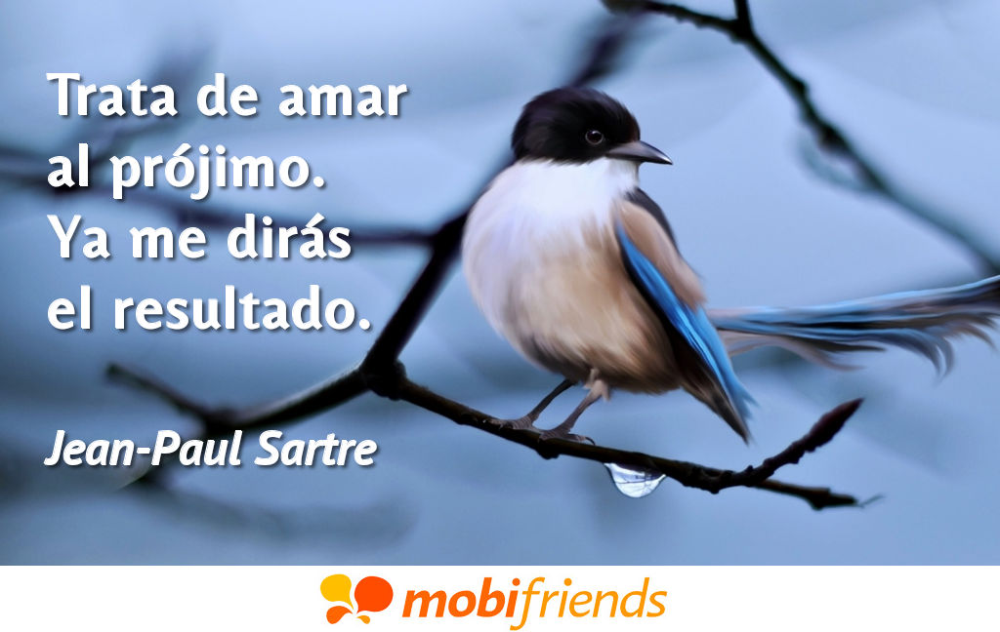 Trata de amar
al prójimo.
Ya me dirás
el resultado.
Jean-Paul Sartre
mobifriends